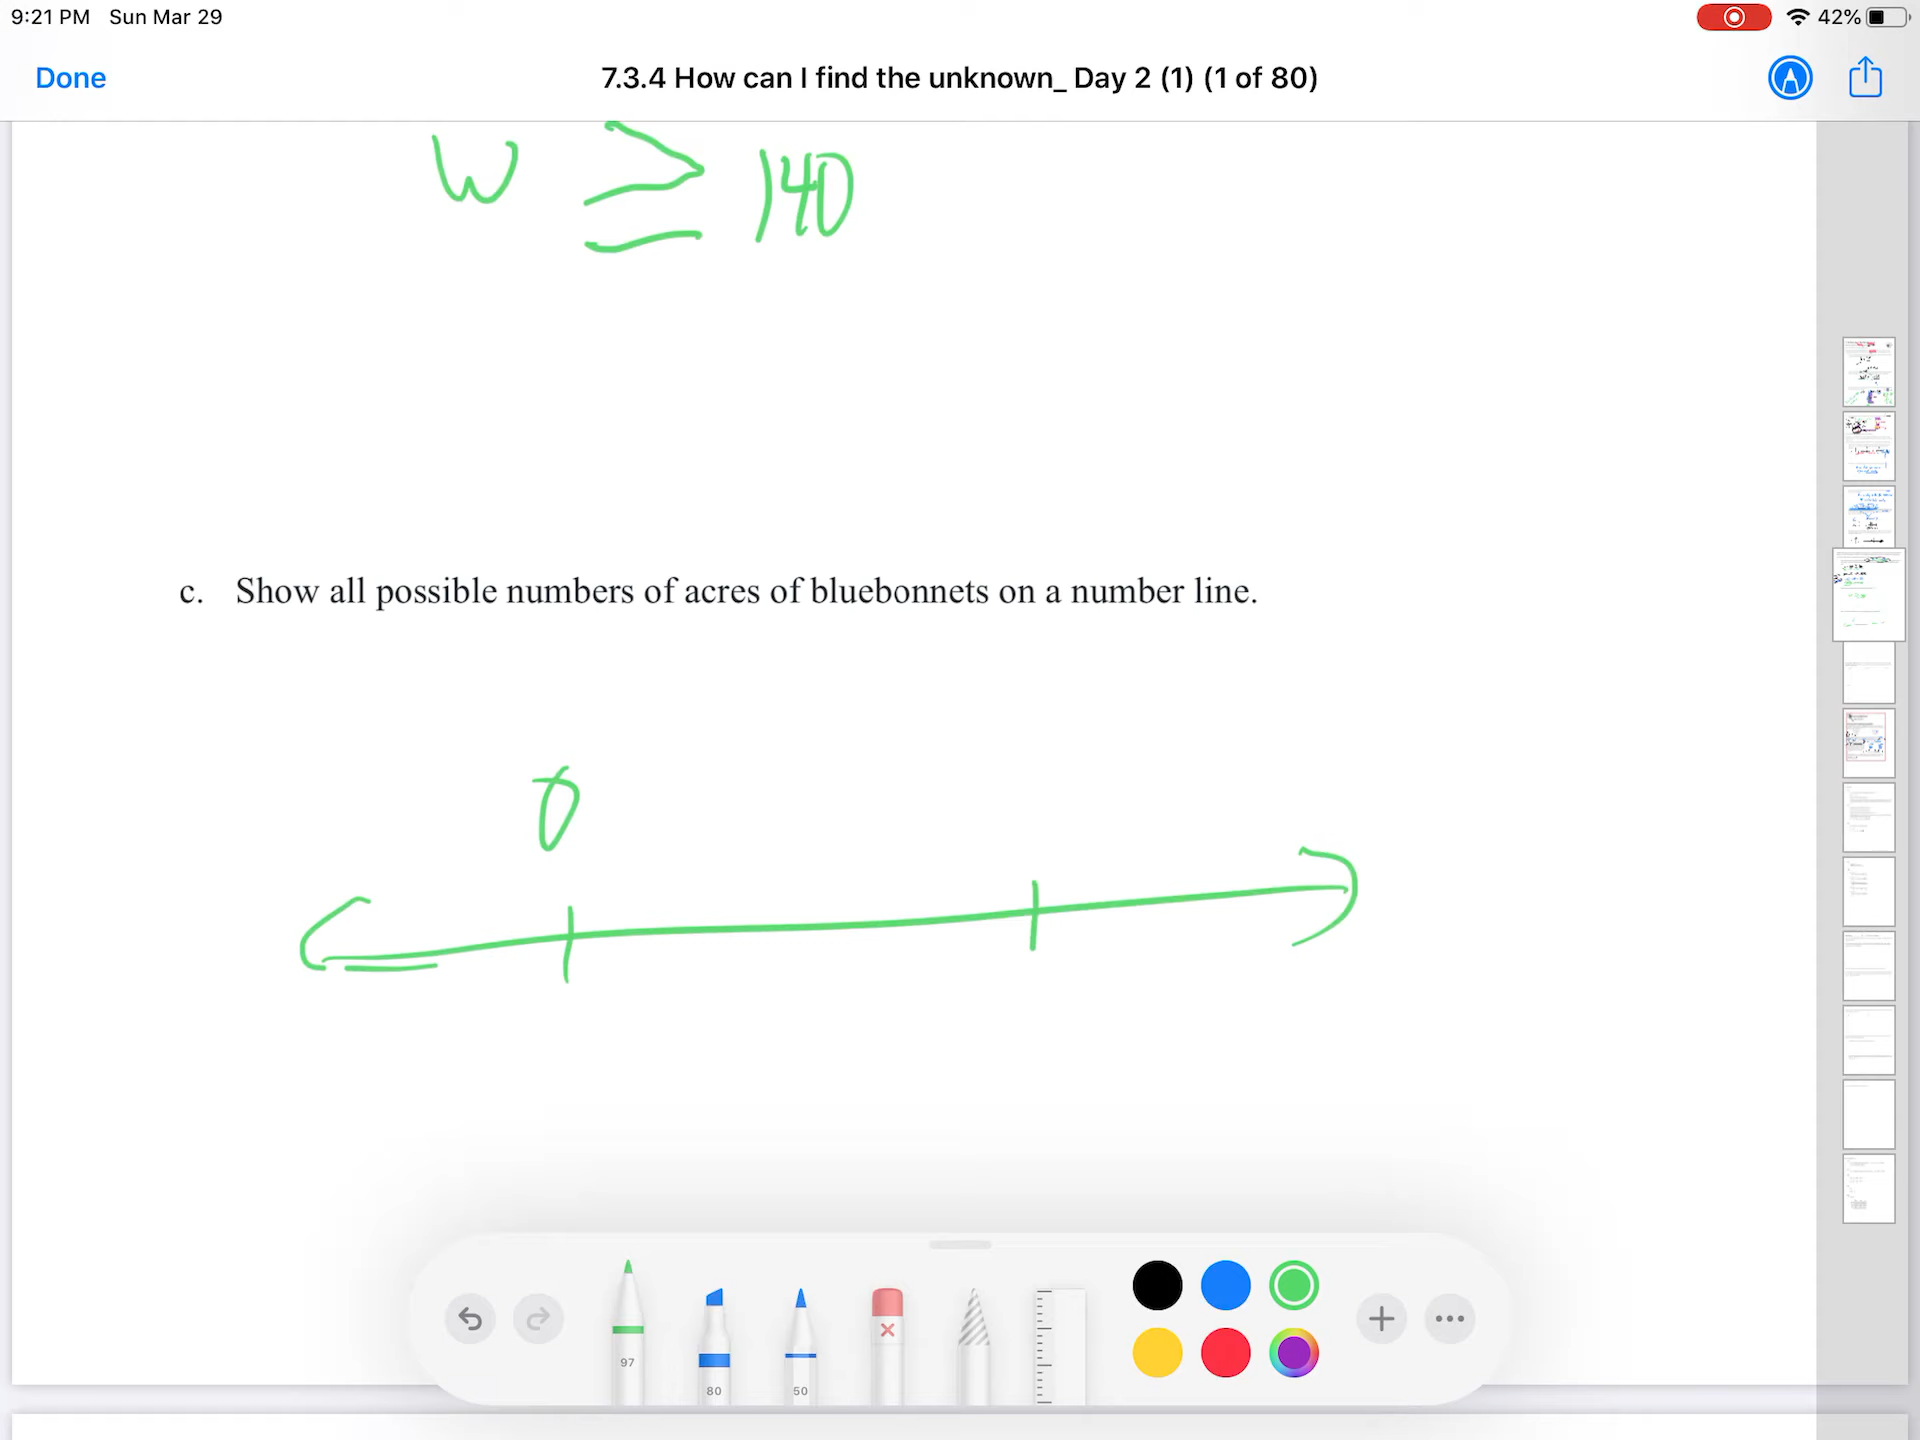 9:21 PM Sun Mar 29 42%
Done 7.3.4 How can I find the unknown_ Day 2 (1) (1 of 80)
W ≥ 140
c. Show all possible numbers of acres of bluebonnets on a number line.
0
97 80 50